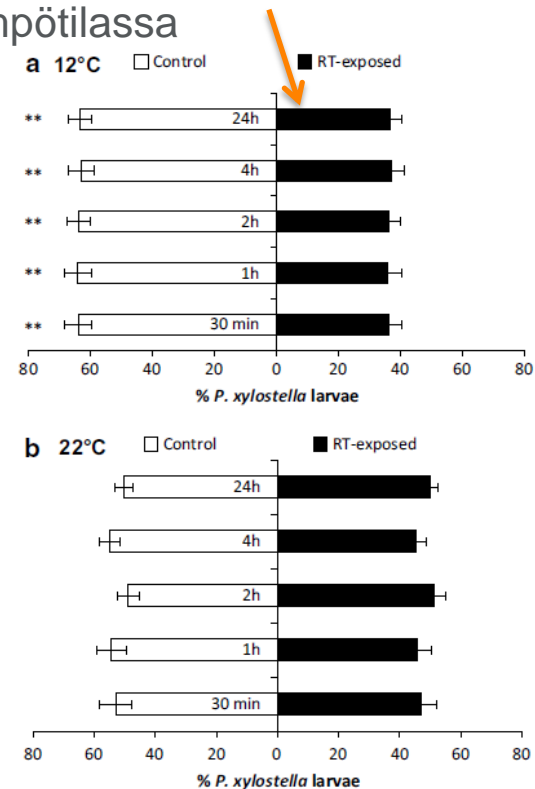 npötilassa
a 12°C Control RT-exposed
** 24h
** 4h
** 2h
** 1h
** 30 min
80 60 40 20 0 20 40 60 80
% P. xylostella larvae
b 22°C Control RT-exposed
24h
4h
2h
1h
30 min
80 60 40 20 0 20 40 60 80
% P. xylostella larvae